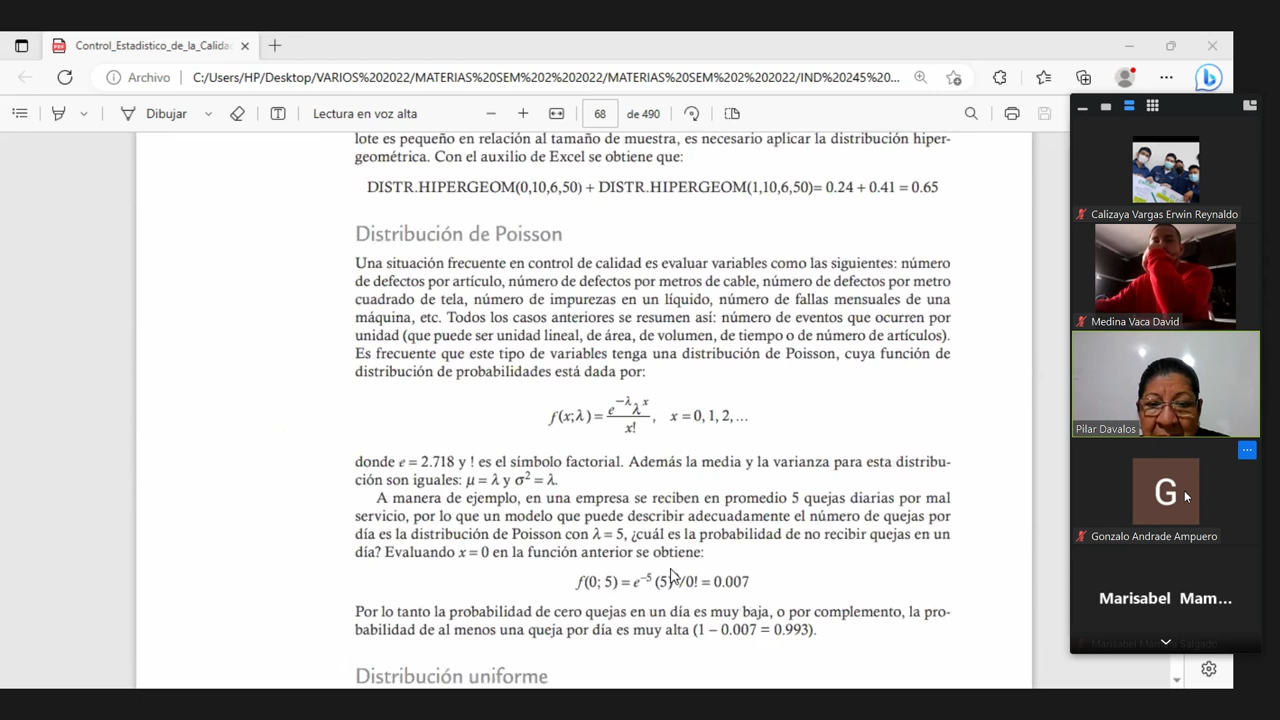 Control_Estadistico_de_la_Calida
Archivo
C:/Users/HP/Desktop/VARIOS%202022/MATERIAS%20SEM%202%202022/MATERIAS%20SEM%202%202022/IND%20245%20...
Dibujar
Lectura en voz alta
68
de 490
lote es pequeño en relación al tamaño de muestra, es necesario aplicar la distribución hiper-
geométrica. Con el auxilio de Excel se obtiene que:
DISTR.HIPERGEOM(0,10,6,50) + DISTR.HIPERGEOM(1,10,6,50)= 0.24 + 0.41 = 0.65
Distribución de Poisson
Una situación frecuente en control de calidad es evaluar variables como las siguientes: número
de defectos por artículo, número de defectos por metros de cable, número de defectos por metro
cuadrado de tela, número de impurezas en un líquido, número de fallas mensuales de una
máquina, etc. Todos los casos anteriores se resumen así: número de eventos que ocurren por
unidad (que puede ser unidad lineal, de área, de volumen, de tiempo o de número de artículos).
Es frecuente que este tipo de variables tenga una distribución de Poisson, cuya función de
distribución de probabilidades está dada por:
f(x;λ) = e^−λ λ^x / x! , x = 0, 1, 2, ...
donde e = 2.718 y ! es el símbolo factorial. Además la media y la varianza para esta distribu-
ción son iguales: μ = λ y σ² = λ.
A manera de ejemplo, en una empresa se reciben en promedio 5 quejas diarias por mal
servicio, por lo que un modelo que puede describir adecuadamente el número de quejas por
día es la distribución de Poisson con λ = 5, ¿cuál es la probabilidad de no recibir quejas en un
día? Evaluando x = 0 en la función anterior se obtiene:
f(0; 5) = e⁻⁵ (5)/0! = 0.007
Por lo tanto la probabilidad de cero quejas en un día es muy baja, o por complemento, la pro-
babilidad de al menos una queja por día es muy alta (1 − 0.007 = 0.993).
Distribución uniforme
Calizaya Vargas Erwin Reynaldo
Medina Vaca David
Pilar Davalos
G
Gonzalo Andrade Ampuero
Marisabel Mam...